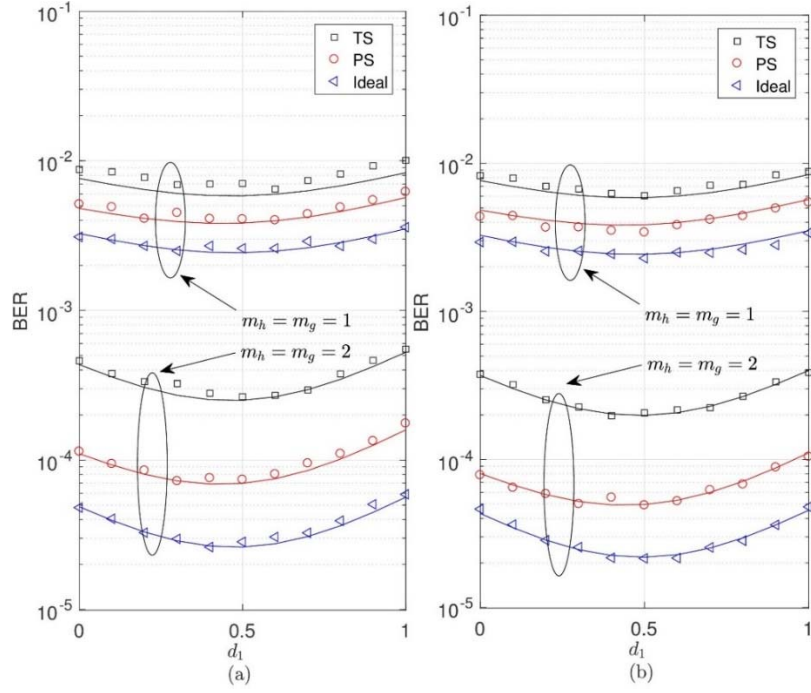 10^-1
10^-2
10^-3
10^-4
10^-5
BER
TS
PS
Ideal
m_h = m_g = 1
m_h = m_g = 2
0
0.5
1
d_1
(a)
10^-1
10^-2
10^-3
10^-4
10^-5
BER
TS
PS
Ideal
m_h = m_g = 1
m_h = m_g = 2
0
0.5
1
d_1
(b)